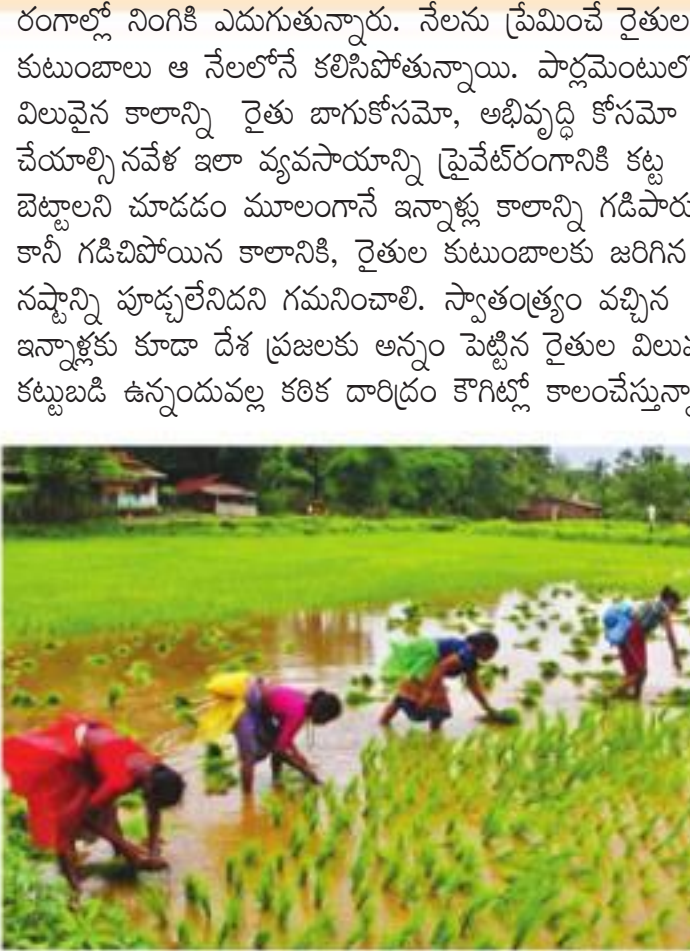 రంగాల్లో నింగికి ఎదుగుతున్నారు. నేలను ప్రేమించే రైతుల
కుటుంబాలు ఆ నేలలోనే కలిసిపోతున్నాయి. పార్లమెంటులో
విలువైన కాలాన్ని రైతు బాగుకోసమో, అభివృద్ధి కోసమో
చేయాల్సినవేళ ఇలా వ్యవసాయాన్ని ప్రైవేట్‌రంగానికి కట్ట
బెట్టాలని చూడడం మూలంగానే ఇన్నాళ్లు కాలాన్ని గడిపారు
కానీ గడిచిపోయిన కాలానికి, రైతుల కుటుంబాలకు జరిగిన
నష్టాన్ని పూడ్చలేనిదని గమనించాలి. స్వాతంత్ర్యం వచ్చిన
ఇన్నాళ్లకు కూడా దేశ ప్రజలకు అన్నం పెట్టిన రైతుల
కట్టుబడి ఉన్నందువల్ల కఠిక దారిద్రం కౌగిట్లో